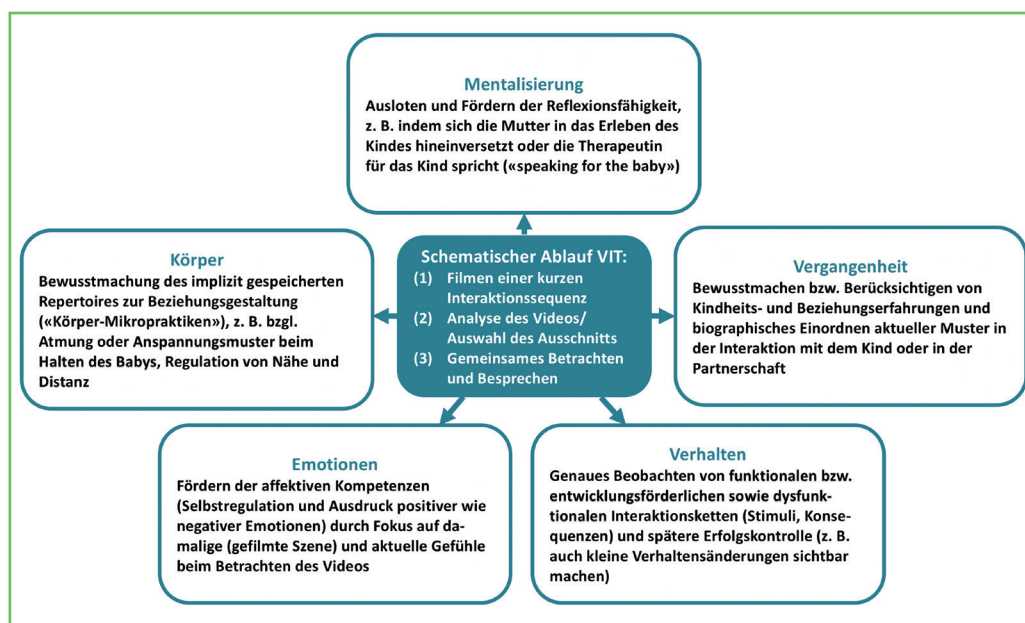 Mentalisierung
Ausloten und Fördern der Reflexionsfähigkeit,
z. B. indem sich die Mutter in das Erleben des
Kindes hineinversetzt oder die Therapeutin
für das Kind spricht («speaking for the baby»)
Körper
Bewusstmachung des implizit gespeicherten
Repertoires zur Beziehungsgestaltung
(«Körper-Mikropraktiken»), z. B. bzgl.
Atmung oder Anspannungsmuster beim
Halten des Babys, Regulation von Nähe und
Distanz
Schematischer Ablauf VIT:
(1) Filmen einer kurzen
Interaktionssequenz
(2) Analyse des Videos/
Auswahl des Ausschnitts
(3) Gemeinsames Betrachten
und Besprechen
Vergangenheit
Bewusstmachen bzw. Berücksichtigen von
Kindheits- und Beziehungserfahrungen und
biographisches Einordnen aktueller Muster in
der Interaktion mit dem Kind oder in der
Partnerschaft
Emotionen
Fördern der affektiven Kompetenzen
(Selbstregulation und Ausdruck positiver wie
negativer Emotionen) durch Fokus auf da-
malige (gefilmte Szene) und aktuelle Gefühle
beim Betrachten des Videos
Verhalten
Genaues Beobachten von funktionalen bzw.
entwicklungsförderlichen sowie dysfunk-
tionalen Interaktionsketten (Stimuli, Konse-
quenzen) und spätere Erfolgskontrolle (z. B.
auch kleine Verhaltensänderungen sichtbar
machen)